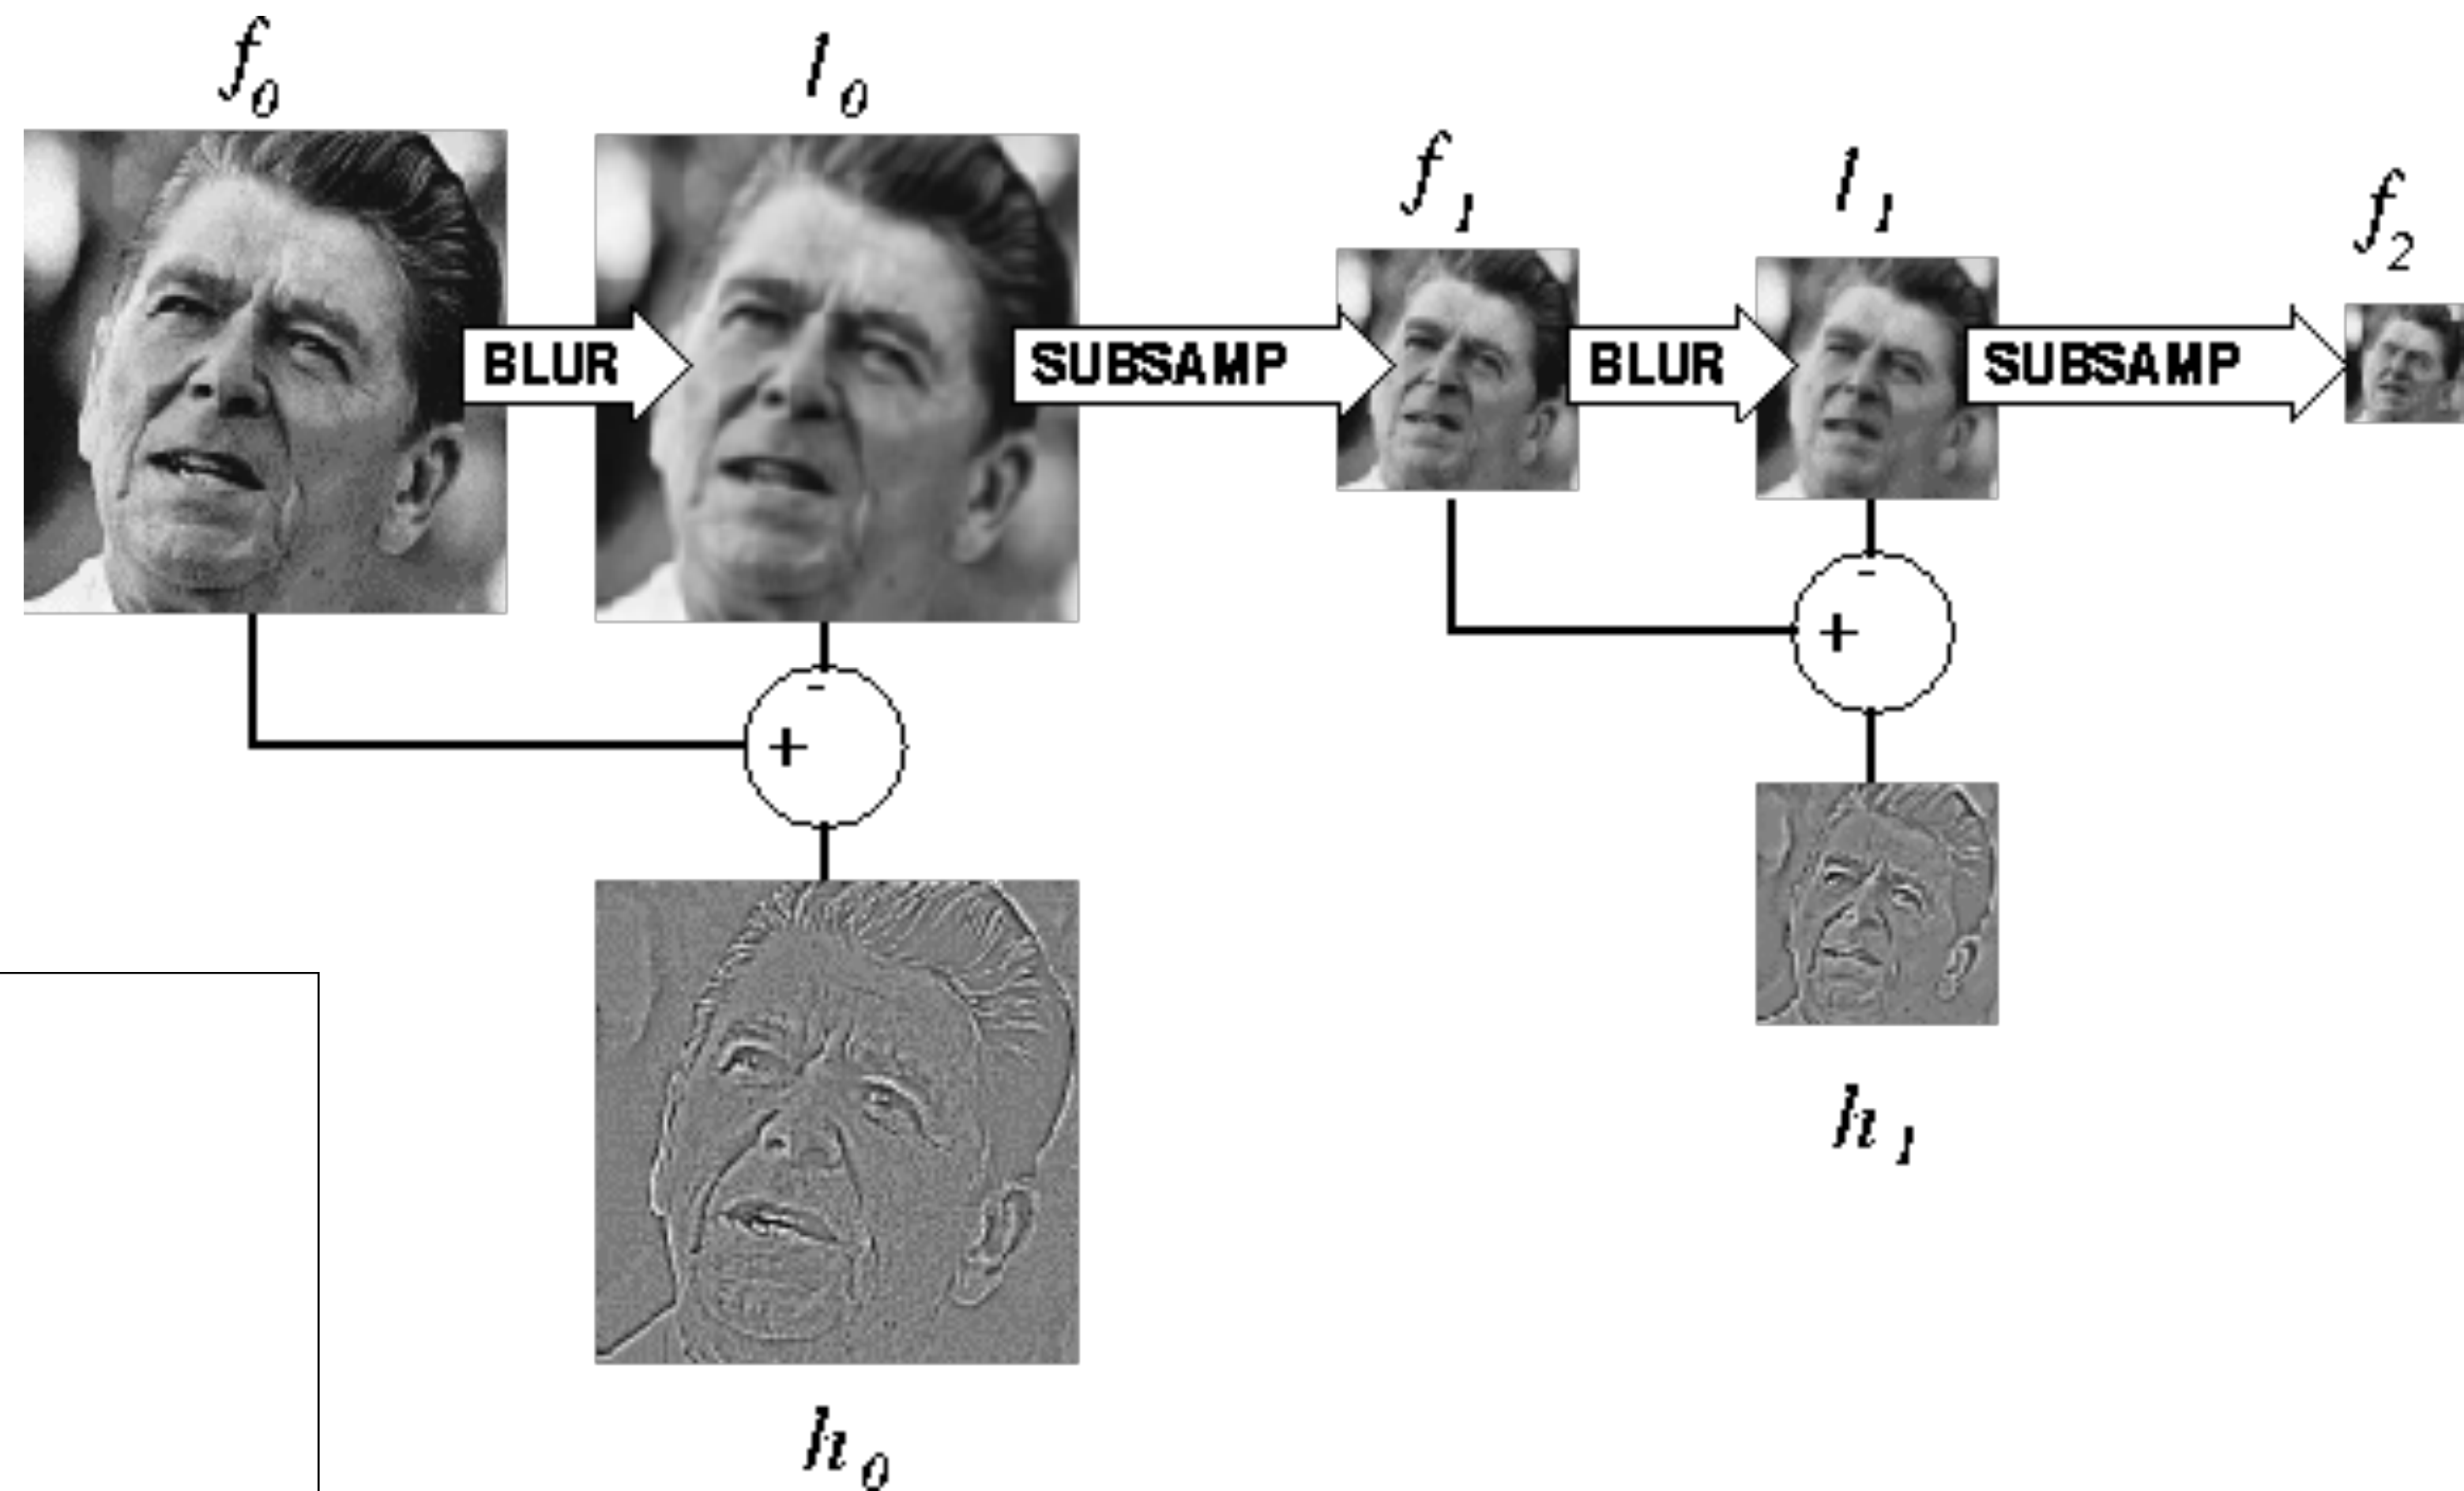 f0
l0
f1
l1
f2
BLUR
SUBSAMP
BLUR
SUBSAMP
-
+
-
+
h1
h0